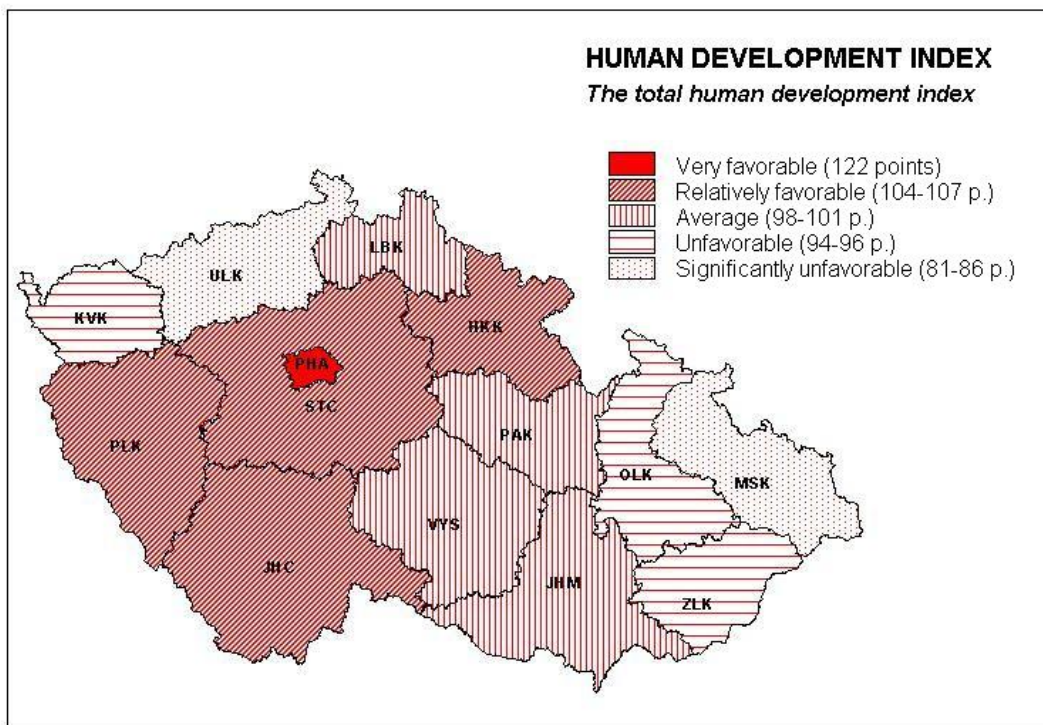 HUMAN DEVELOPMENT INDEX
The total human development index
Very favorable (122 points)
Relatively favorable (104-107 p.)
Average (98-101 p.)
Unfavorable (94-96 p.)
Significantly unfavorable (81-86 p.)
LBK
ULK
KVK
HKK
PHA
STC
PLK
PAK
OLK
MSK
VYS
JHC
JHM
ZLK